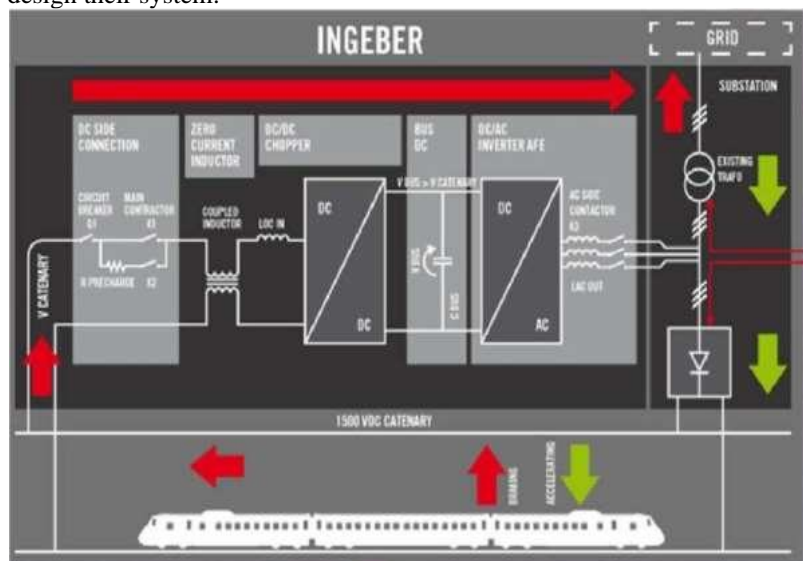 design their system.
INGEBER
GRID
SUBSTATION
DC SIDE
CONNECTION
ZERO
CURRENT
INDUCTOR
DC/DC
CHOPPER
BUS
DC
DC/AC
INVERTER AFE
EXISTING
TRAFO
CIRCUIT
BREAKER
Q1
MAIN
CONTRACTOR
K1
COUPLED
INDUCTOR
LDC IN
DC
DC
V BUS > V CATENARY
V BUS
C BUS
DC
AC
AC SIDE
CONTACTOR
K3
LAC OUT
R PRECHARGE
K2
V CATENARY
1500 VDC CATENARY
BRAKING
ACCELERATING